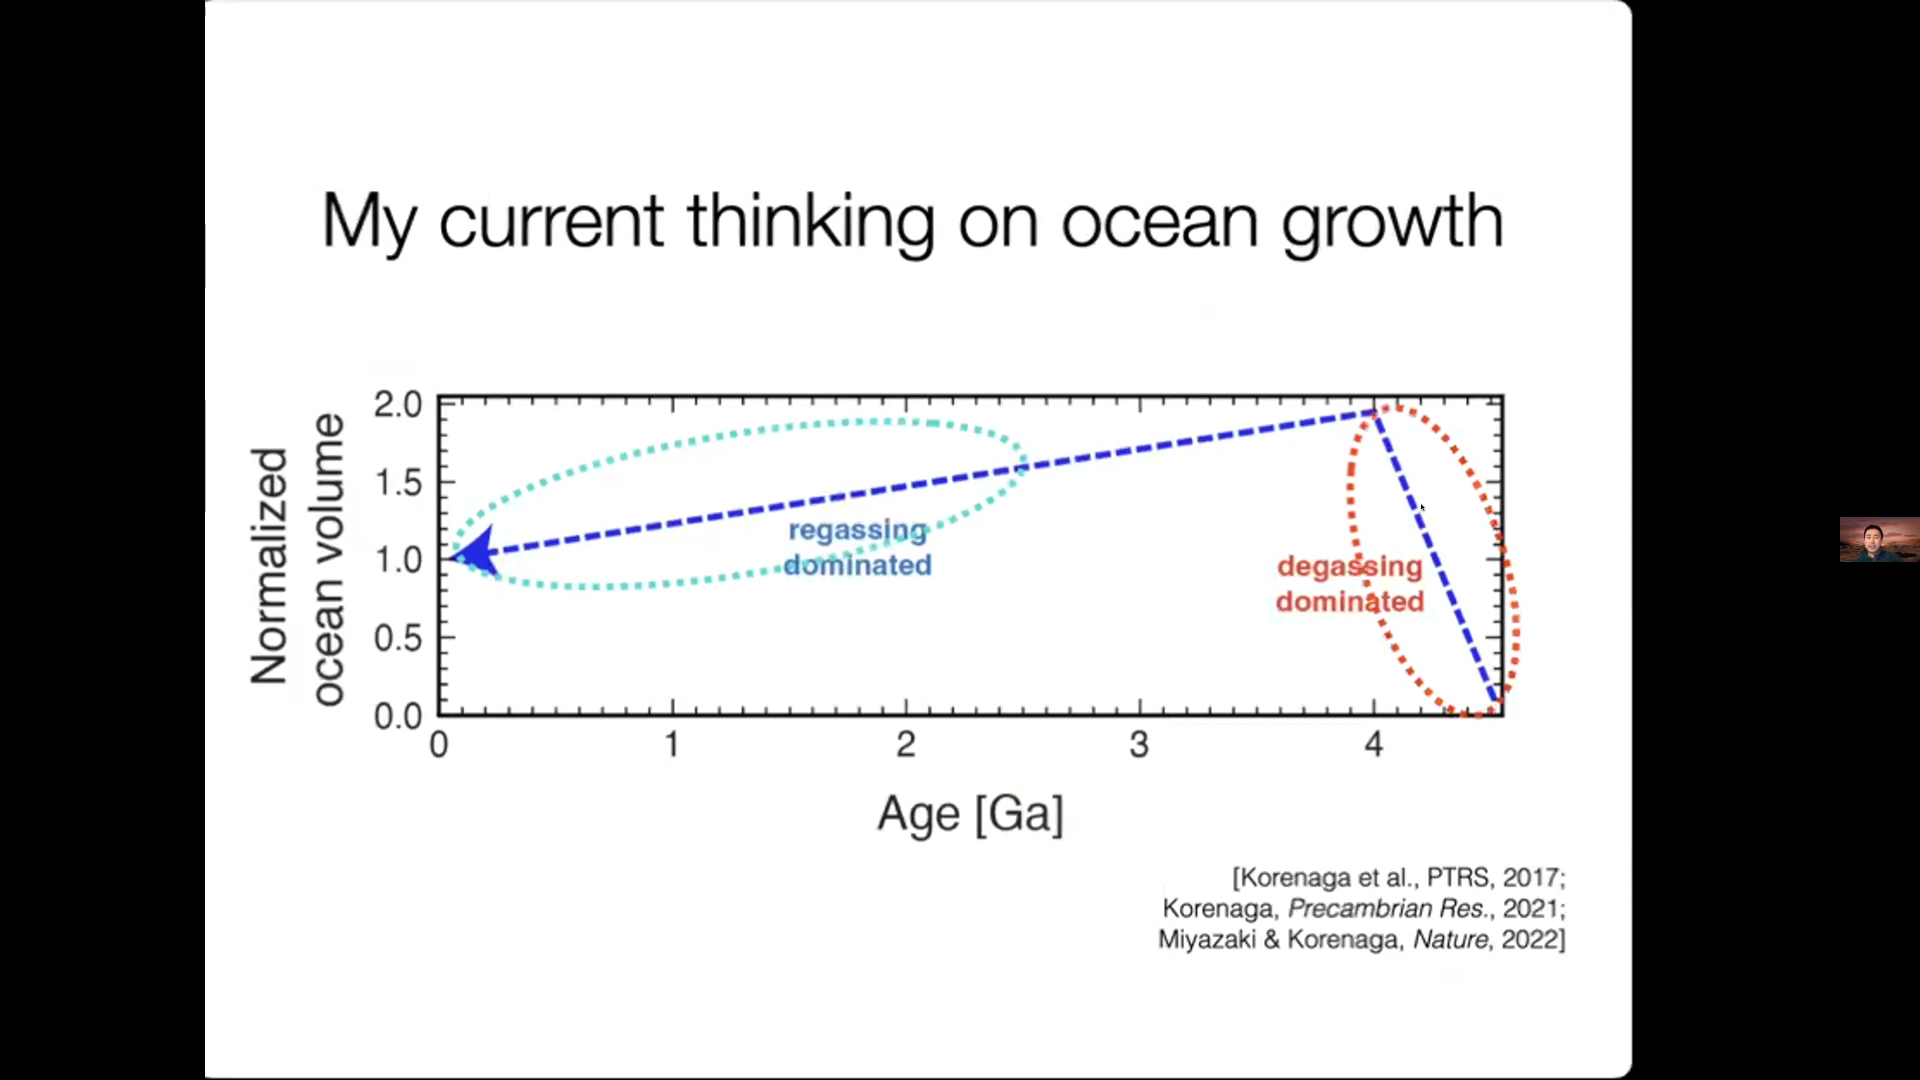 My current thinking on ocean growth
Normalized
ocean volume
2.0
1.5
1.0
0.5
0.0
regassing
dominated
degassing
dominated
0 1 2 3 4
Age [Ga]
[Korenaga et al., PTRS, 2017;
Korenaga, Precambrian Res., 2021;
Miyazaki & Korenaga, Nature, 2022]